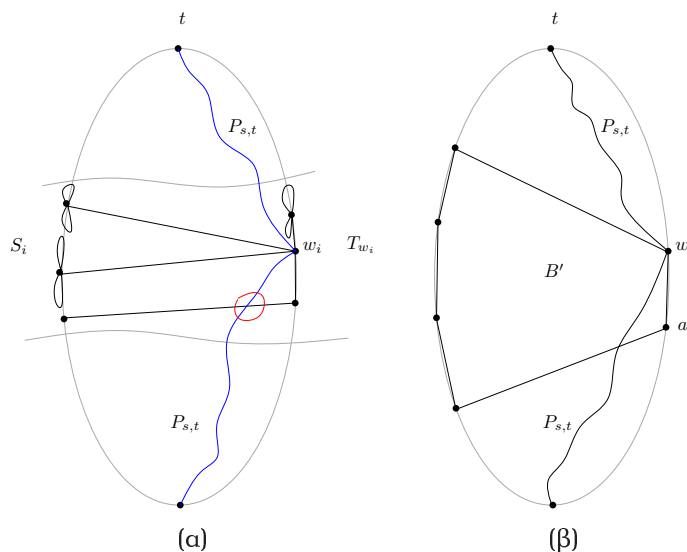 t
P_{s,t}
S_i
w_i
T_{w_i}
P_{s,t}
(α)
t
P_{s,t}
w
B′
a
P_{s,t}
(β)